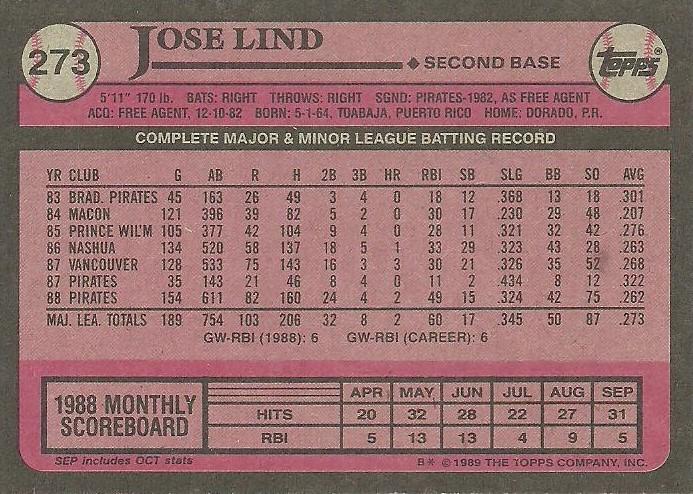 273
JOSE LIND
◆ SECOND BASE
TOPPS®
5'11" 170 lb. BATS: RIGHT THROWS: RIGHT SGND: PIRATES-1982, AS FREE AGENT
ACQ: FREE AGENT, 12-10-82 BORN: 5-1-64, TOABAJA, PUERTO RICO HOME: DORADO, P.R.
COMPLETE MAJOR & MINOR LEAGUE BATTING RECORD
YR CLUB G AB R H 2B 3B HR RBI SB SLG BB SO AVG
83 BRAD. PIRATES 45 163 26 49 3 4 0 18 12 .368 13 18 .301
84 MACON 121 396 39 82 5 2 0 30 17 .230 29 48 .207
85 PRINCE WIL'M 105 377 42 104 9 4 0 28 11 .321 32 42 .276
86 NASHUA 134 520 58 137 18 5 1 33 29 .323 43 28 .263
87 VANCOUVER 128 533 75 143 16 3 3 30 21 .326 35 52 .268
87 PIRATES 35 143 21 46 8 4 0 11 2 .434 8 12 .322
88 PIRATES 154 611 82 160 24 4 2 49 15 .324 42 75 .262
MAJ. LEA. TOTALS 189 754 103 206 32 8 2 60 17 .345 50 87 .273
GW-RBI (1988): 6 GW-RBI (CAREER): 6
1988 MONTHLY
SCOREBOARD
APR MAY JUN JUL AUG SEP
HITS 20 32 28 22 27 31
RBI 5 13 13 4 9 5
SEP includes OCT stats
B* © 1989 THE TOPPS COMPANY, INC.